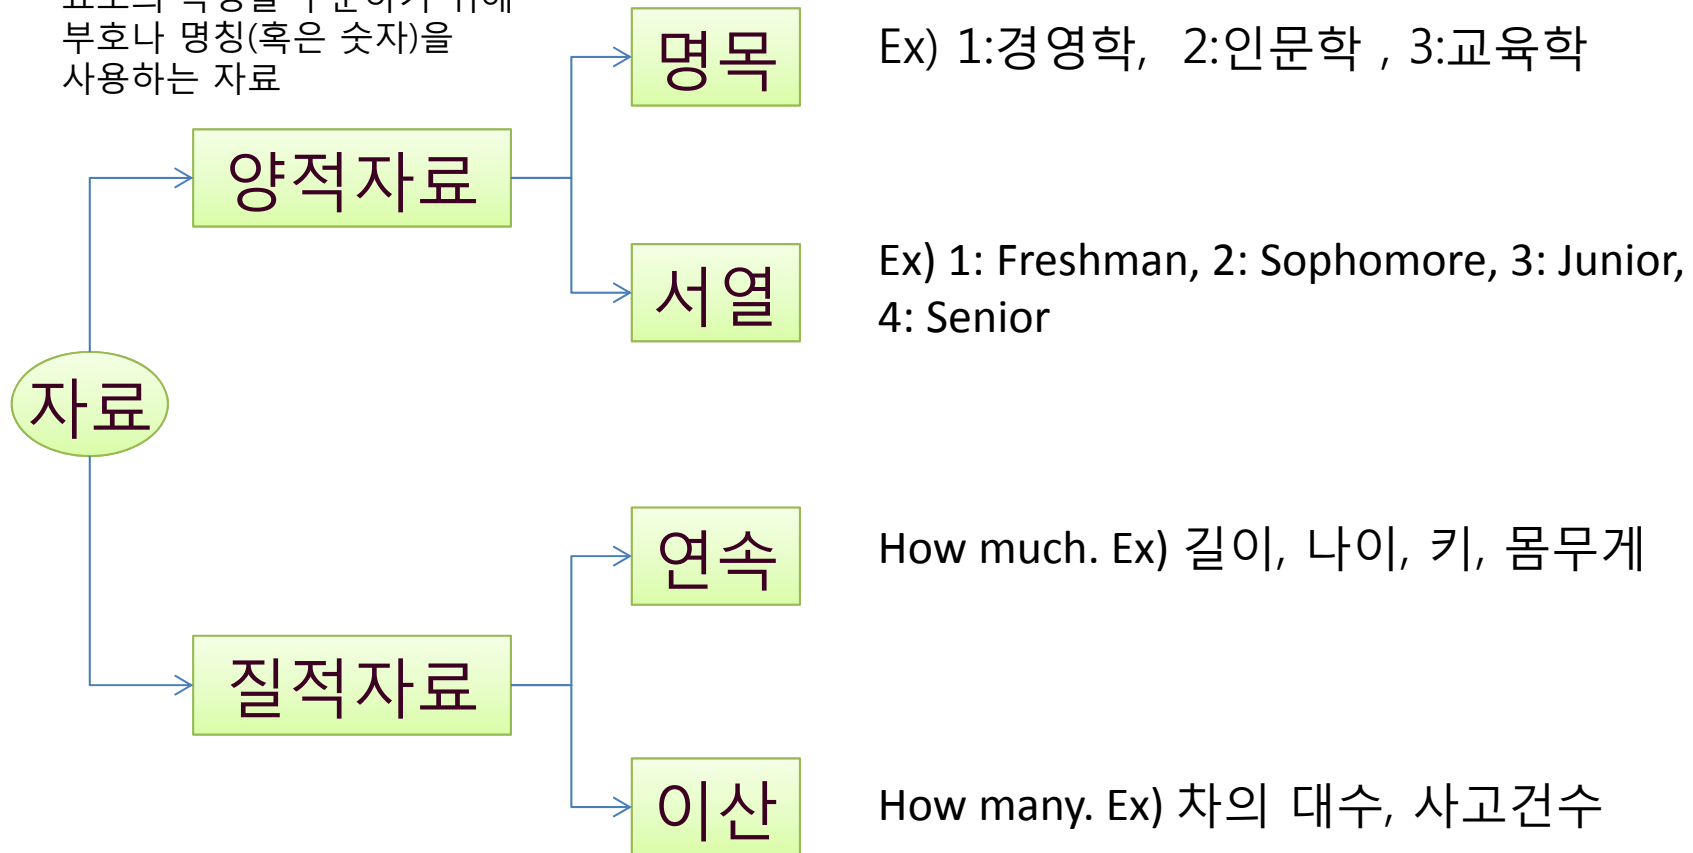 부호나 명칭(혹은 숫자)을
사용하는 자료
명목
Ex) 1:경영학, 2:인문학 , 3:교육학
양적자료
서열
Ex) 1: Freshman, 2: Sophomore, 3: Junior,
4: Senior
자료
연속
How much. Ex) 길이, 나이, 키, 몸무게
질적자료
이산
How many. Ex) 차의 대수, 사고건수